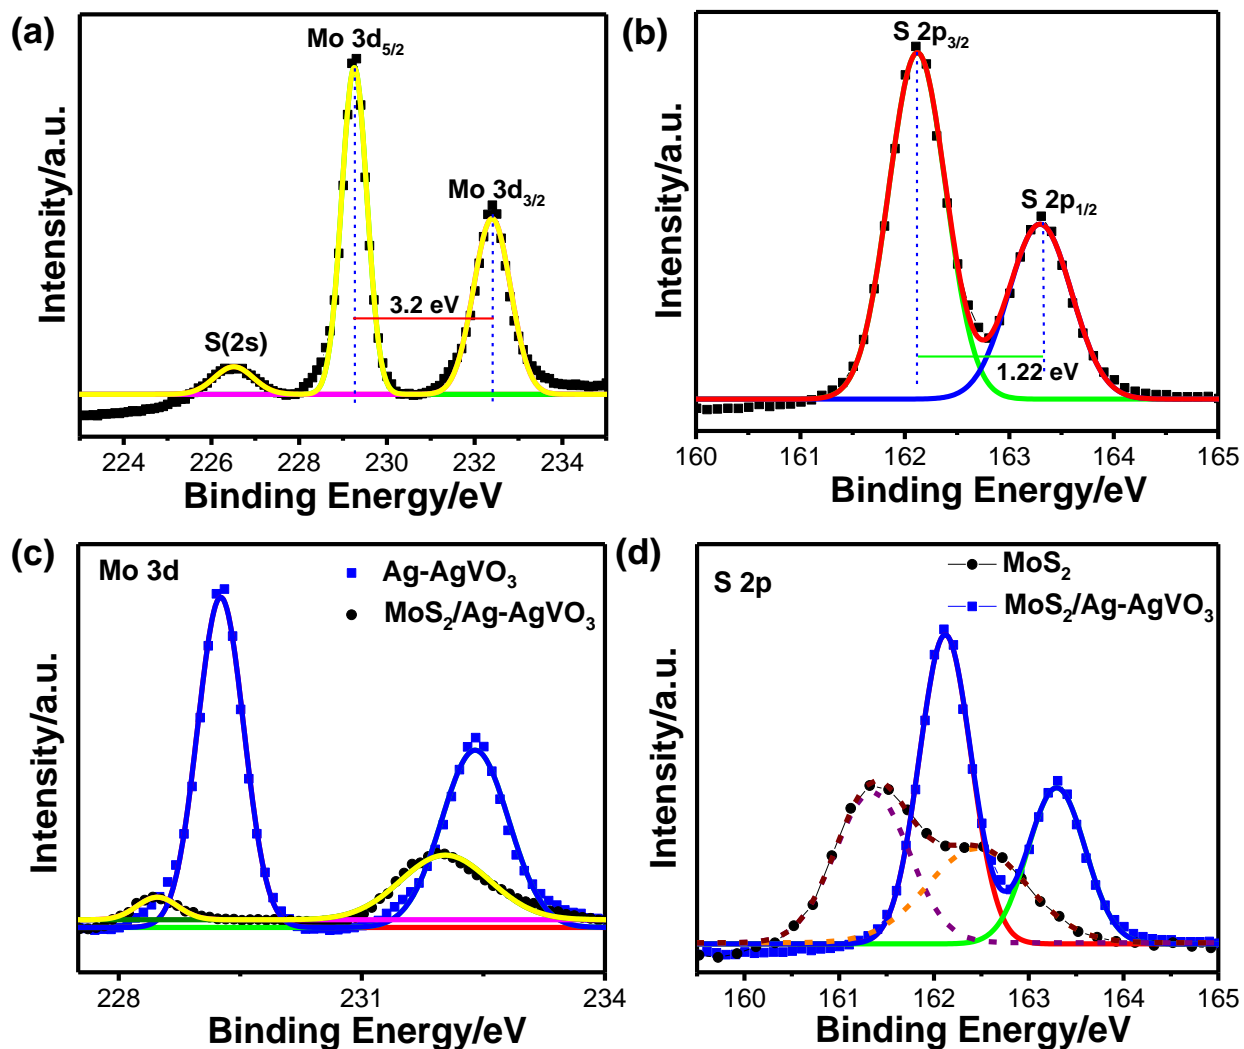 (a)
Mo 3d5/2
Mo 3d3/2
3.2 eV
S(2s)
Intensity/a.u.
224 226 228 230 232 234
Binding Energy/eV
(b)
S 2p3/2
S 2p1/2
1.22 eV
Intensity/a.u.
160 161 162 163 164 165
Binding Energy/eV
(c)
Mo 3d
Ag-AgVO3
MoS2/Ag-AgVO3
Intensity/a.u.
228 231 234
Binding Energy/eV
(d)
S 2p
MoS2
MoS2/Ag-AgVO3
Intensity/a.u.
160 161 162 163 164 165
Binding Energy/eV